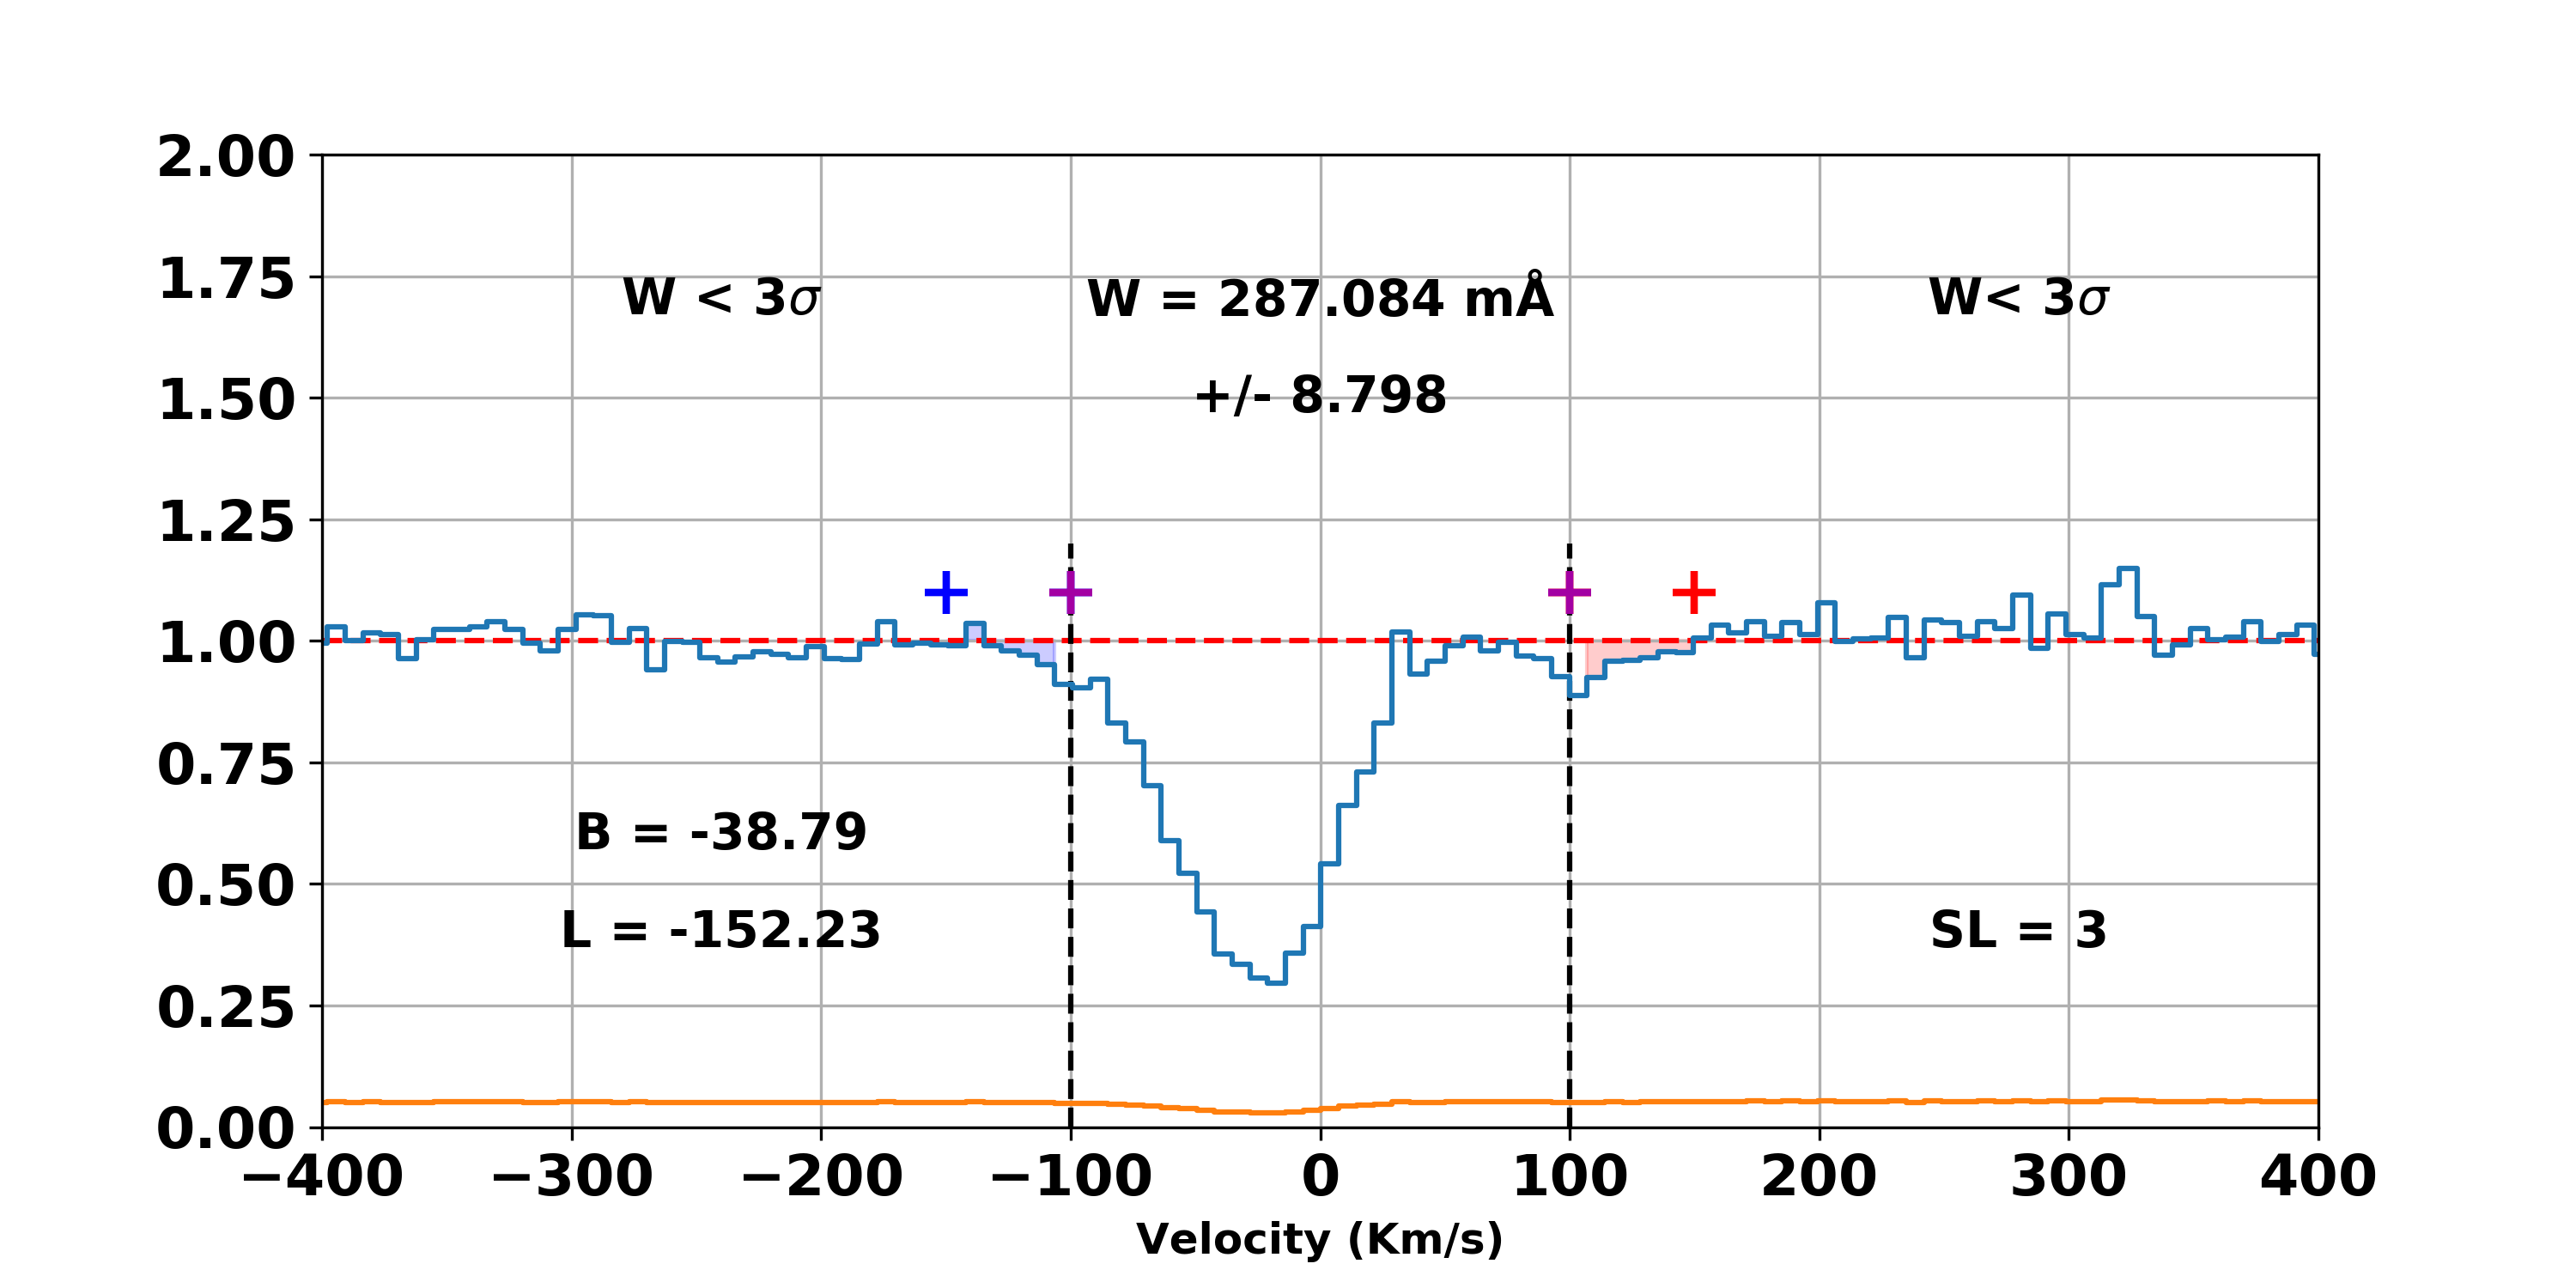 2.00
1.75
1.50
1.25
1.00
0.75
0.50
0.25
0.00
W < 3σ
W = 287.084 mÅ
+/- 8.798
W< 3σ
B = -38.79
L = -152.23
SL = 3
−400 −300 −200 −100 0 100 200 300 400
Velocity (Km/s)